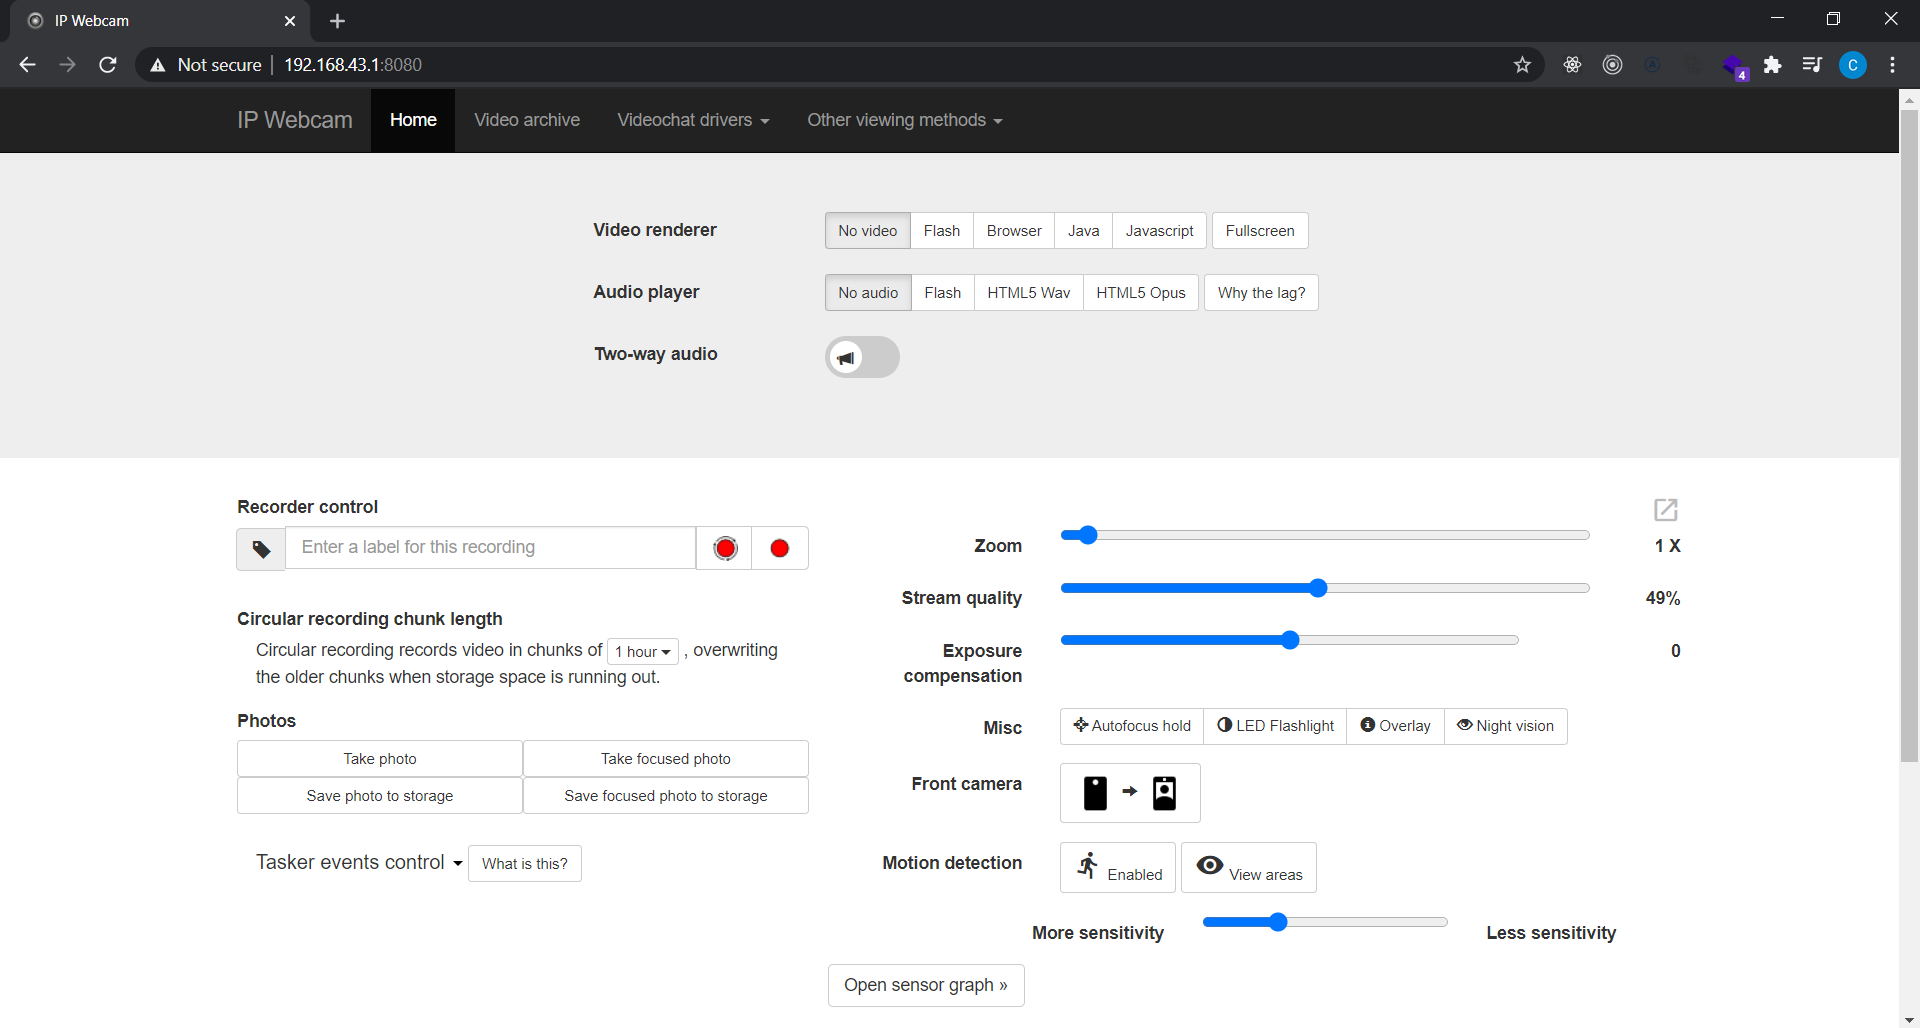 IP Webcam
Not secure 192.168.43.1:8080
4
C
IP Webcam Home Video archive Videochat drivers Other viewing methods
Video renderer No video Flash Browser Java Javascript Fullscreen
Audio player No audio Flash HTML5 Wav HTML5 Opus Why the lag?
Two-way audio
Recorder control
Enter a label for this recording
Circular recording chunk length
Circular recording records video in chunks of 1 hour , overwriting
the older chunks when storage space is running out.
Photos
Take photo Take focused photo
Save photo to storage Save focused photo to storage
Tasker events control What is this?
Zoom 1 X
Stream quality 49%
Exposure compensation 0
Misc Autofocus hold LED Flashlight Overlay Night vision
Front camera
Motion detection Enabled View areas
More sensitivity Less sensitivity
Open sensor graph »